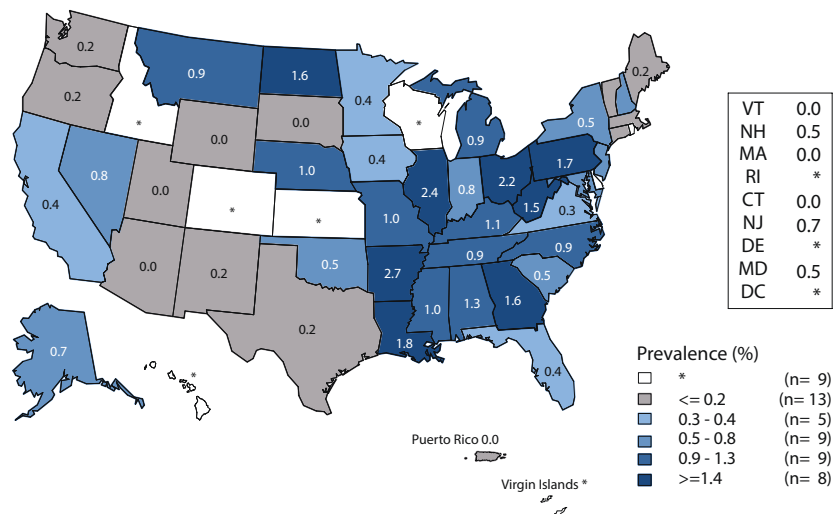 0.2
0.2
0.9
1.6
0.4
0.2
*
0.0
0.0
*
0.9
0.5
0.8
0.0
1.0
0.4
2.4
0.8
2.2
1.7
0.4
*
*
1.0
1.5
0.3
1.1
0.0
0.2
0.5
2.7
0.9
0.9
0.5
0.2
1.8
1.0
1.3
1.6
0.7
*
0.4
Puerto Rico 0.0
Virgin Islands *
VT 0.0
NH 0.5
MA 0.0
RI *
CT 0.0
NJ 0.7
DE *
MD 0.5
DC *
Prevalence (%)
* (n= 9)
<= 0.2 (n= 13)
0.3 - 0.4 (n= 5)
0.5 - 0.8 (n= 9)
0.9 - 1.3 (n= 9)
>=1.4 (n= 8)